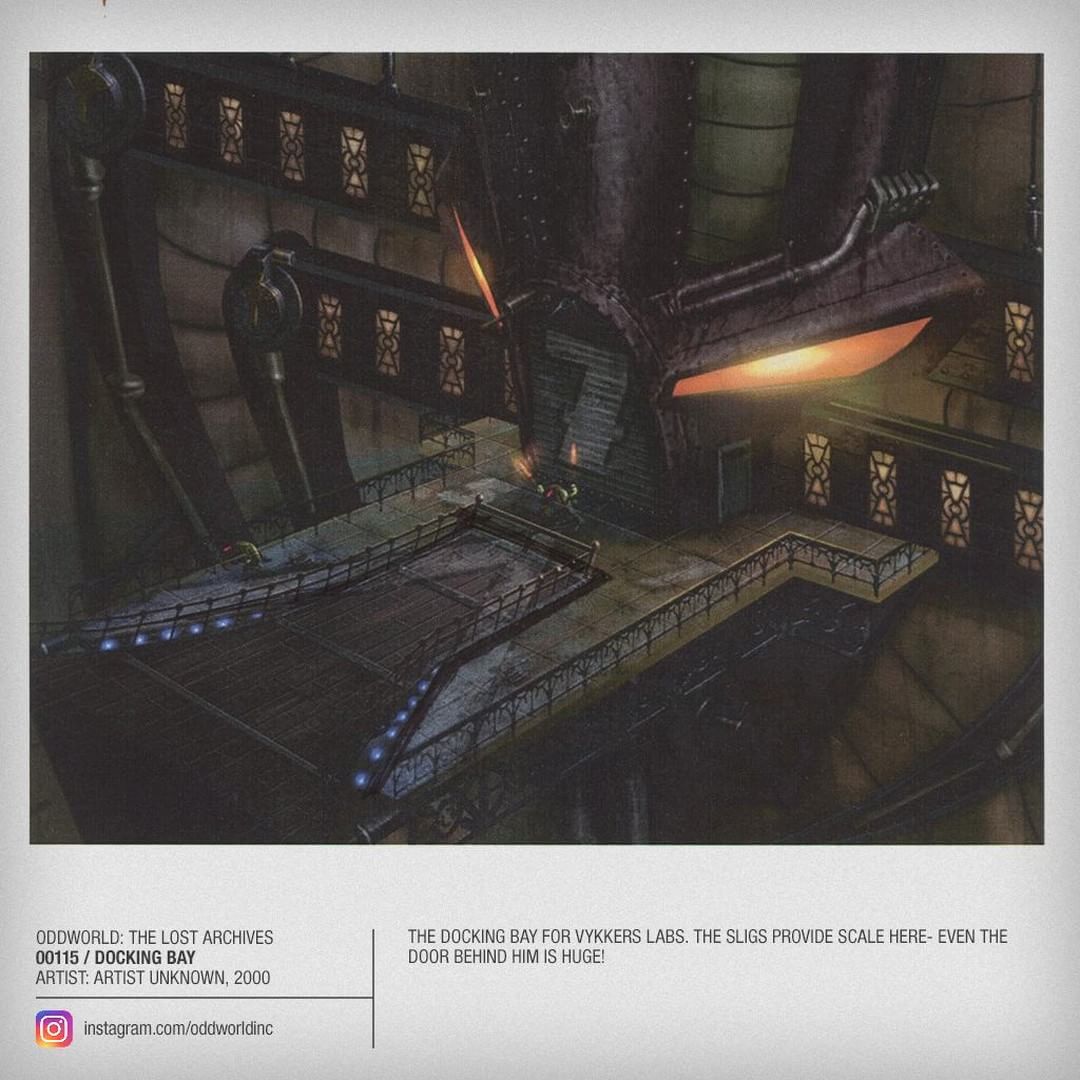 ODDWORLD: THE LOST ARCHIVES
00115 / DOCKING BAY
ARTIST: ARTIST UNKNOWN, 2000
instagram.com/oddworldinc
THE DOCKING BAY FOR VYKKERS LABS. THE SLIGS PROVIDE SCALE HERE- EVEN THE
DOOR BEHIND HIM IS HUGE!